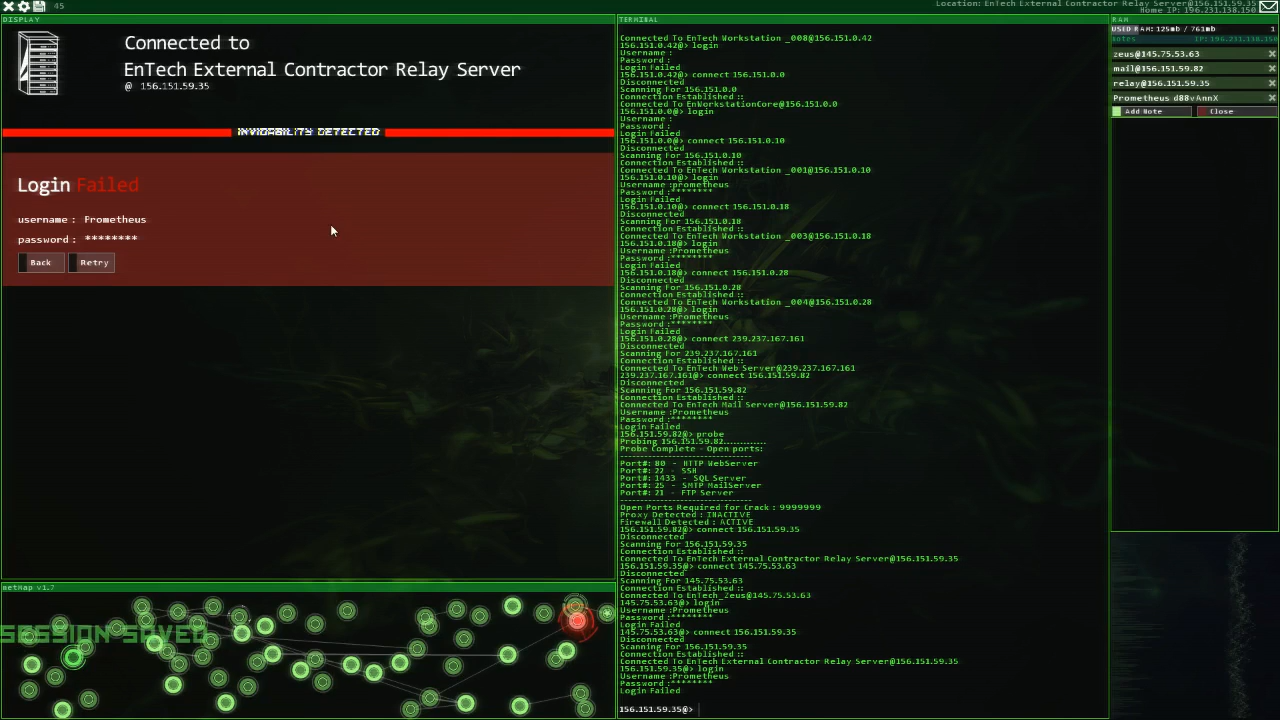 45
Location: EnTech External Contractor Relay Server@156.151.59.35
Home IP: 196.231.138.150
DISPLAY
Connected to
EnTech External Contractor Relay Server
@ 156.151.59.35
DETECTED
Login Failed
username : Prometheus
password : ********
Back
Retry
netMap v1.7
SESSION SAVED
TERMINAL
Connected To EnTech Workstation _008@156.151.0.42
156.151.0.42@> login
Username :
Password :
Login Failed
156.151.0.42@> connect 156.151.0.0
Disconnected
Scanning For 156.151.0.0
Connection Established ::
Connected To EnWorkstationCore@156.151.0.0
156.151.0.0@> login
Username :
Password :
Login Failed
156.151.0.0@> connect 156.151.0.10
Disconnected
Scanning For 156.151.0.10
Connection Established ::
Connected To EnTech Workstation _001@156.151.0.10
156.151.0.10@> login
Username :prometheus
Password :********
Login Failed
156.151.0.10@> connect 156.151.0.18
Disconnected
Scanning For 156.151.0.18
Connection Established ::
Connected To EnTech Workstation _003@156.151.0.18
156.151.0.18@> login
Username :Prometheus
Password :********
Login Failed
156.151.0.18@> connect 156.151.0.28
Disconnected
Scanning For 156.151.0.28
Connection Established ::
Connected To EnTech Workstation _004@156.151.0.28
156.151.0.28@> login
Username :Prometheus
Password :********
Login Failed
156.151.0.28@> connect 239.237.167.161
Disconnected
Scanning For 239.237.167.161
Connection Established ::
Connected To EnTech Web Server@239.237.167.161
239.237.167.161@> connect 156.151.59.82
Disconnected
Scanning For 156.151.59.82
Connection Established ::
Connected To EnTech Mail Server@156.151.59.82
Username :Prometheus
Password :********
Login Failed
156.151.59.82@> probe
Probing 156.151.59.82.............
Probe Complete - Open ports:
---------------------------------
Port#: 80 - HTTP WebServer
Port#: 22 - SSH
Port#: 1433 - SQL Server
Port#: 25 - SMTP MailServer
Port#: 21 - FTP Server
---------------------------------
Open Ports Required for Crack : 9999999
Proxy Detected : INACTIVE
Firewall Detected : ACTIVE
156.151.59.82@> connect 156.151.59.35
Disconnected
Scanning For 156.151.59.35
Connection Established ::
Connected To EnTech External Contractor Relay Server@156.151.59.35
156.151.59.35@> connect 145.75.53.63
Disconnected
Scanning For 145.75.53.63
Connection Established ::
Connected To EnTech_Zeus@145.75.53.63
145.75.53.63@> login
Username :Prometheus
Password :********
Login Failed
145.75.53.63@> connect 156.151.59.35
Disconnected
Scanning For 156.151.59.35
Connection Established ::
Connected To EnTech External Contractor Relay Server@156.151.59.35
156.151.59.35@> login
Username :Prometheus
Password :********
Login Failed
156.151.59.35@>
RAM
USED RAM: 125mb / 761mb 1
Notes IP: 196.231.138.150
zeus@145.75.53.63
mail@156.151.59.82
relay@156.151.59.35
Prometheus d88vAnnX
Add Note
Close